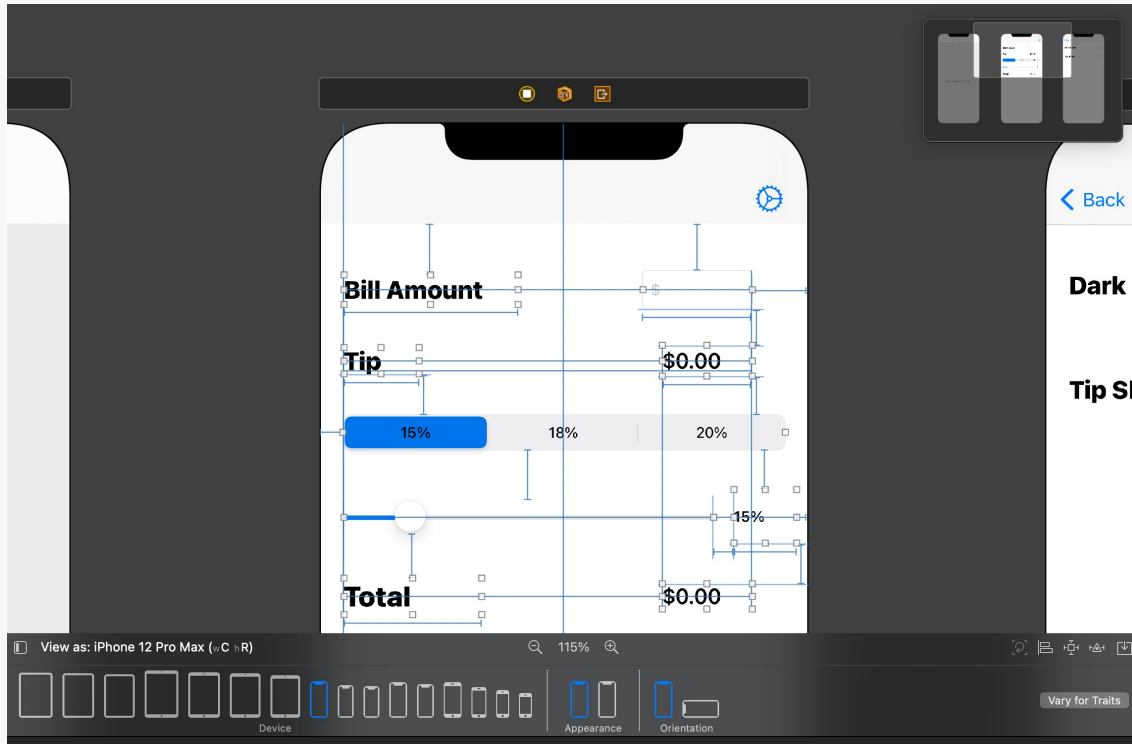 Back
Bill Amount
$
Dark
Tip
$0.00
Tip
15%
18%
20%
15%
Total
$0.00
View as: iPhone 12 Pro Max (wC hR)
115%
Vary for Traits
Device
Appearance
Orientation